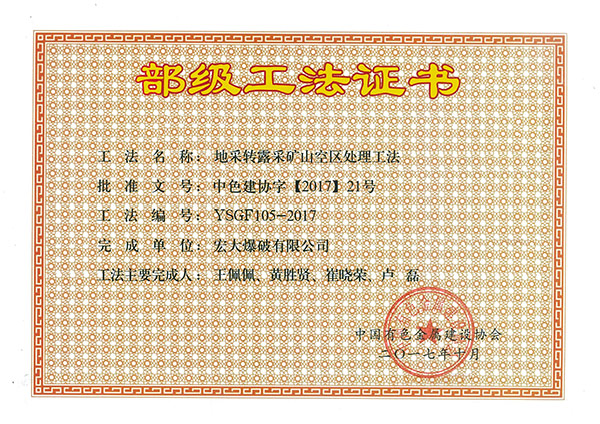 部级工法证书
工法名称：地采转露采矿山空区处理工法
批准文号：中色建协字【2017】21号
工法编号：YSGF105-2017
完成单位：宏大爆破有限公司
工法主要完成人：王佩佩、黄胜贤、崔晓荣、卢磊
中国有色金属建设协会
二〇一七年十月